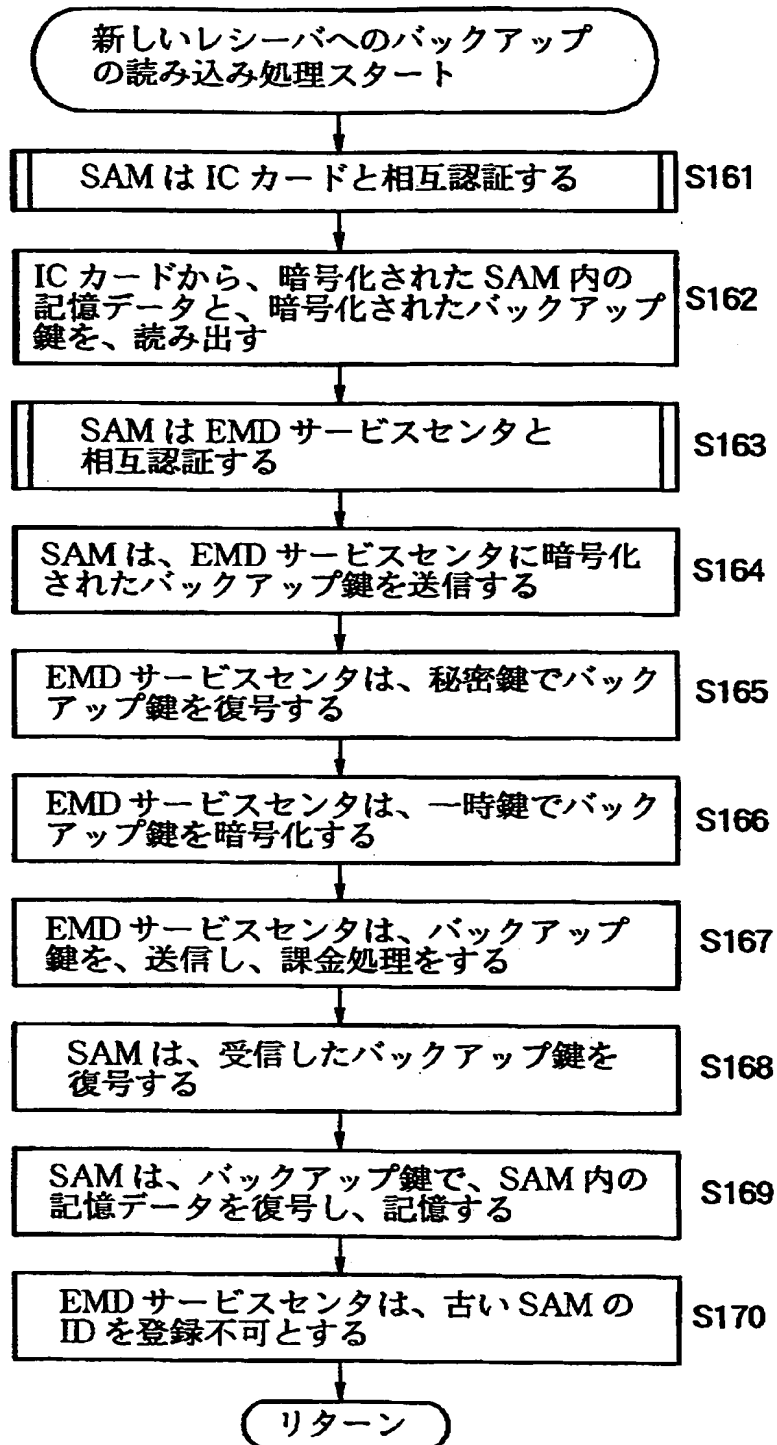 新しいレシーバへのバックアップ
の読み込み処理スタート
SAM は IC カードと相互認証する
S161
IC カードから、暗号化された SAM 内の
記憶データと、暗号化されたバックアップ
鍵を、読み出す
S162
SAM は EMD サービスセンタと
相互認証する
S163
SAM は、EMD サービスセンタに暗号化
されたバックアップ鍵を送信する
S164
EMD サービスセンタは、秘密鍵でバック
アップ鍵を復号する
S165
EMD サービスセンタは、一時鍵でバック
アップ鍵を暗号化する
S166
EMD サービスセンタは、バックアップ
鍵を、送信し、課金処理をする
S167
SAM は、受信したバックアップ鍵を
復号する
S168
SAM は、バックアップ鍵で、SAM 内の
記憶データを復号し、記憶する
S169
EMD サービスセンタは、古い SAM の
ID を登録不可とする
S170
リターン